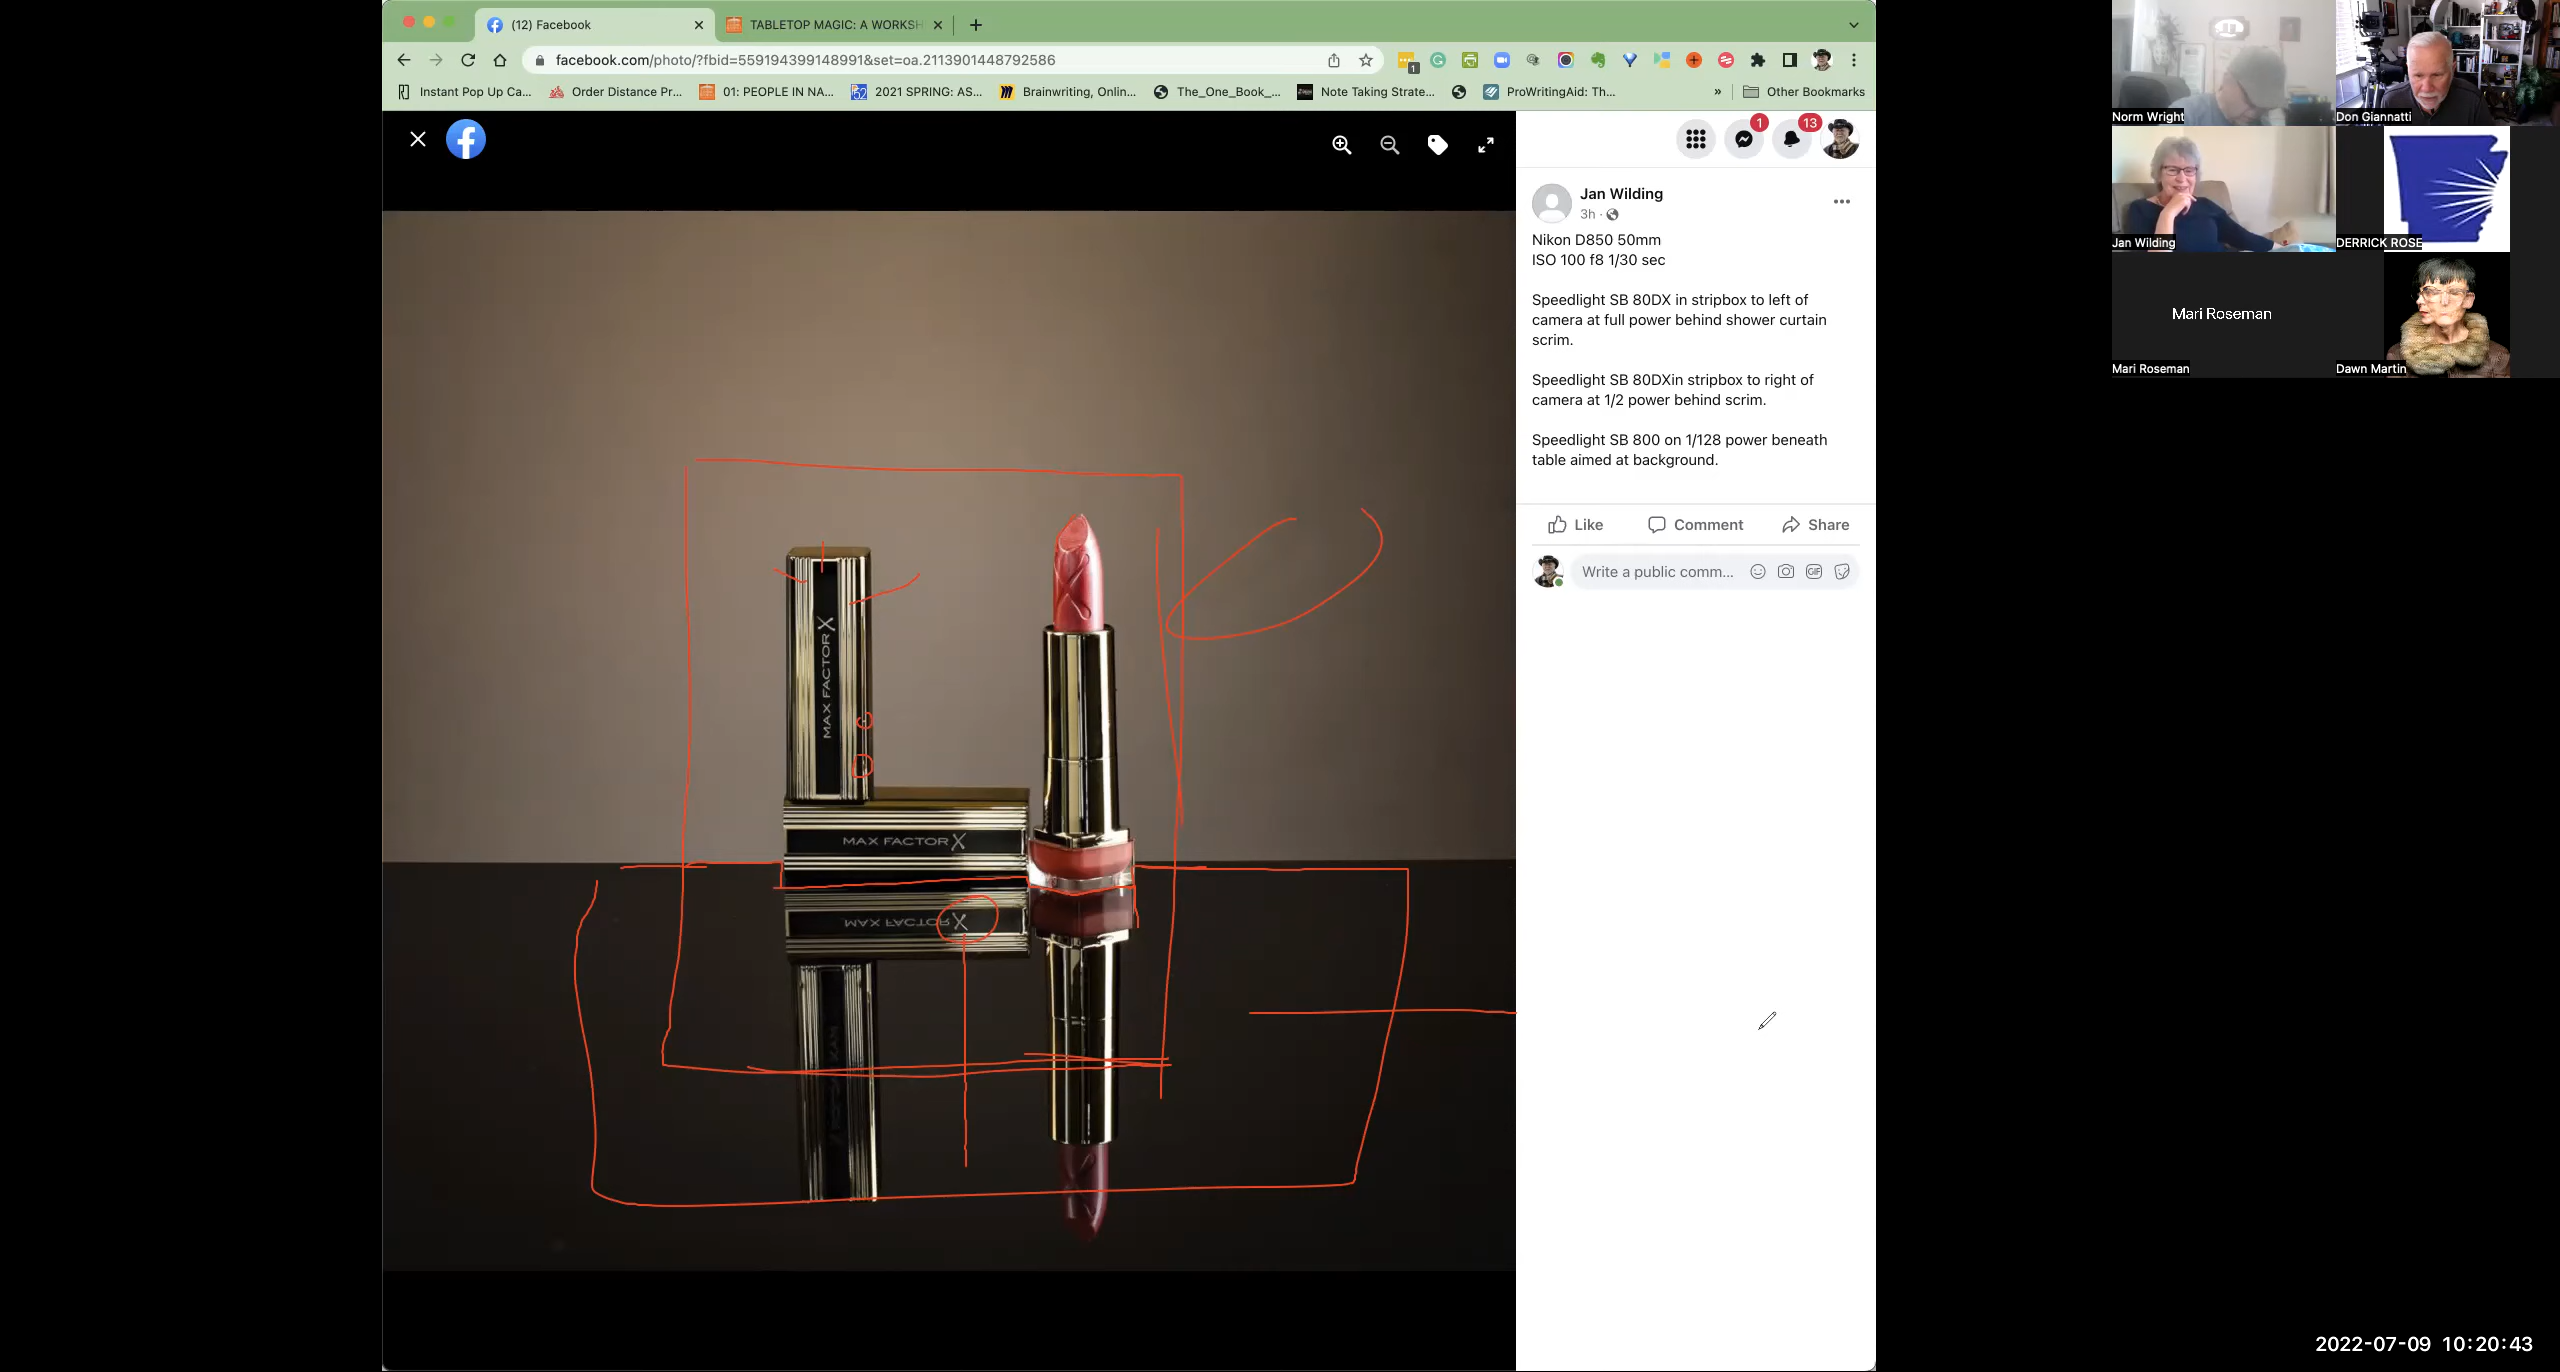 (12) Facebook
TABLETOP MAGIC: A WORKSH
facebook.com/photo/?fbid=559194399148991&set=oa.2113901448792586
1
Instant Pop Up Ca...
Order Distance Pr...
01: PEOPLE IN NA...
2021 SPRING: AS...
Brainwriting, Onlin...
The_One_Book_...
Note Taking Strate...
ProWritingAid: Th...
»
Other Bookmarks
1
13
Jan Wilding
3h ·
Nikon D850 50mm
ISO 100 f8 1/30 sec
Speedlight SB 80DX in stripbox to left of
camera at full power behind shower curtain
scrim.
Speedlight SB 80DXin stripbox to right of
camera at 1/2 power behind scrim.
Speedlight SB 800 on 1/128 power beneath
table aimed at background.
Like
Comment
Share
Write a public comm...
GIF
MAX FACTOR X
MAX FACTOR X
MAX FACTOR X
Norm Wright
Don Giannatti
Jan Wilding
DERRICK ROSE
Mari Roseman
Mari Roseman
Dawn Martin
2022-07-09 10:20:43